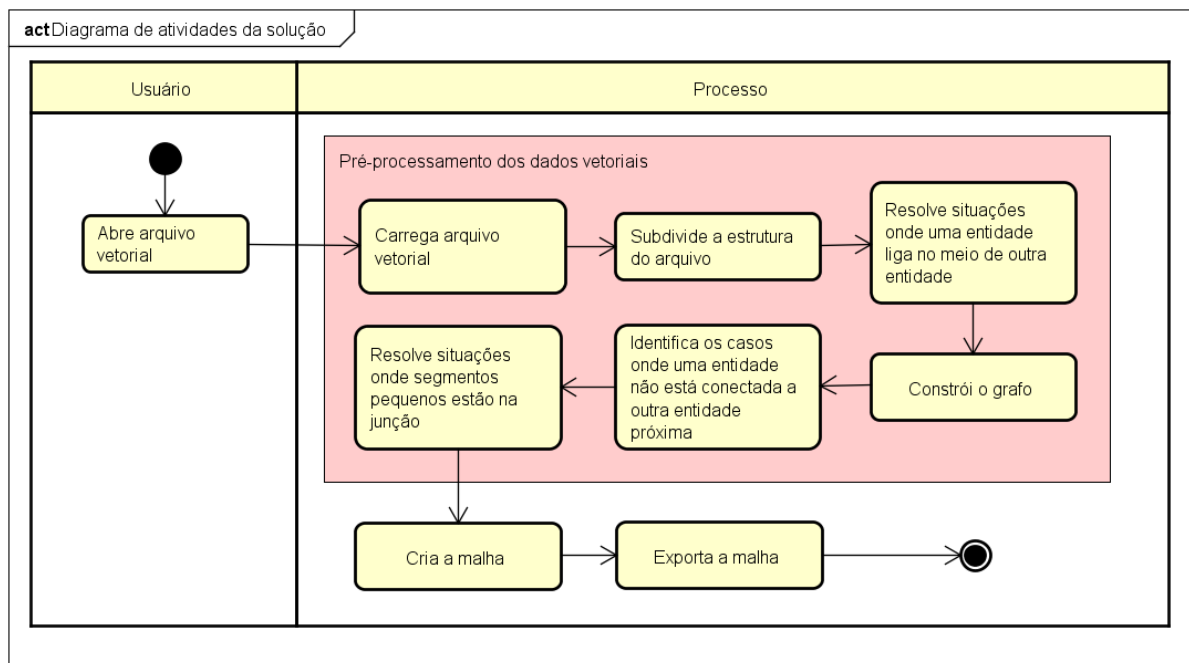 act Diagrama de atividades da solução
Usuário
Processo
Pré-processamento dos dados vetoriais
Abre arquivo
vetorial
Carrega arquivo
vetorial
Subdivide a estrutura
do arquivo
Resolve situações
onde uma entidade
liga no meio de outra
entidade
Constrói o grafo
Identifica os casos
onde uma entidade
não está conectada a
outra entidade
próxima
Resolve situações
onde segmentos
pequenos estão na
junção
Cria a malha
Exporta a malha